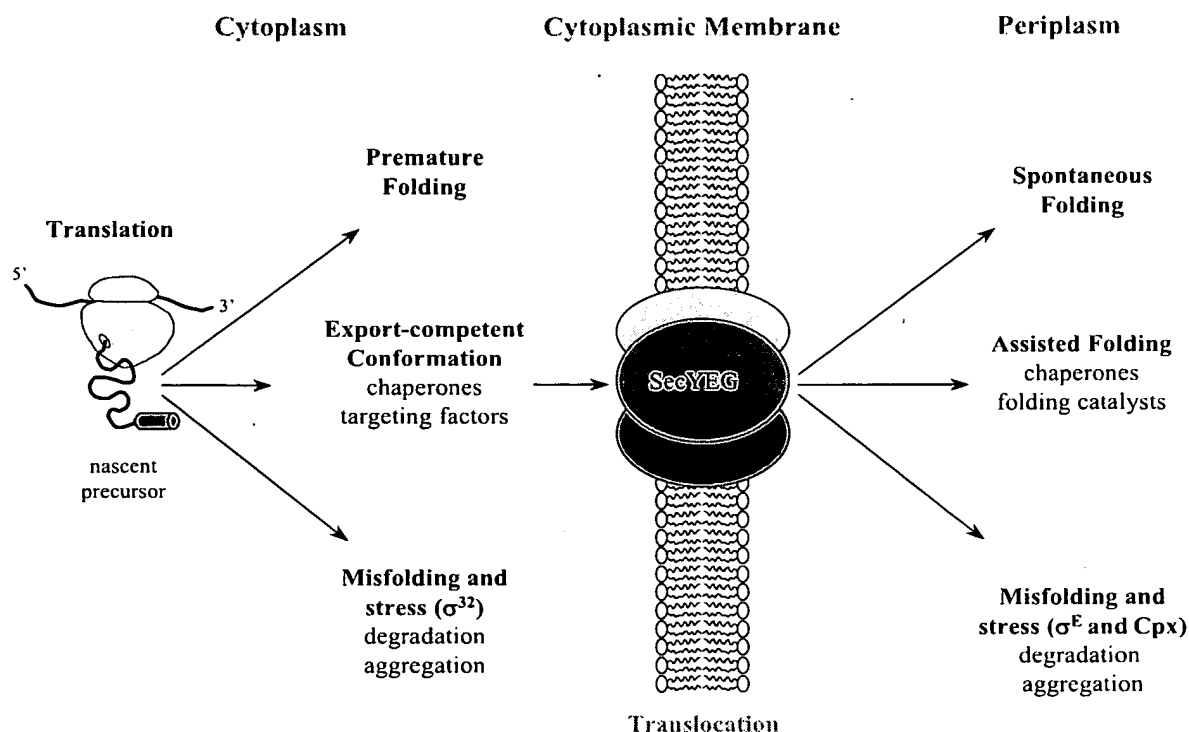 Cytoplasm
Cytoplasmic Membrane
Periplasm
Translation
5'
3'
nascent
precursor
Premature
Folding
Export-competent
Conformation
chaperones
targeting factors
Misfolding and
stress (σ³²)
degradation
aggregation
SecYEG
Translocation
Spontaneous
Folding
Assisted Folding
chaperones
folding catalysts
Misfolding and
stress (σᴱ and Cpx)
degradation
aggregation